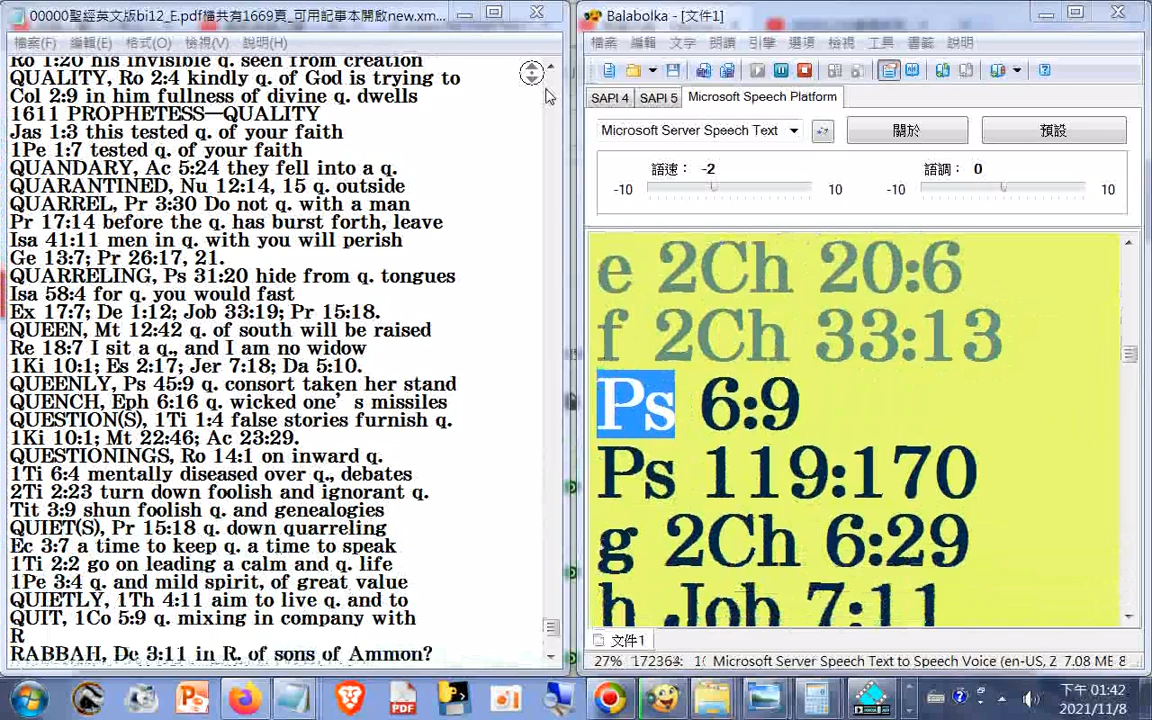 00000聖經英文版bi12_E.pdf檔共有1669頁_可用記事本開啟new.xm...
檔案(F) 編輯(E) 格式(O) 檢視(V) 說明(H)
Ro 1:20 his invisible q. seen from creation
QUALITY, Ro 2:4 kindly q. of God is trying to
Col 2:9 in him fullness of divine q. dwells
1611 PROPHETESS—QUALITY
Jas 1:3 this tested q. of your faith
1Pe 1:7 tested q. of your faith
QUANDARY, Ac 5:24 they fell into a q.
QUARANTINED, Nu 12:14, 15 q. outside
QUARREL, Pr 3:30 Do not q. with a man
Pr 17:14 before the q. has burst forth, leave
Isa 41:11 men in q. with you will perish
Ge 13:7; Pr 26:17, 21.
QUARRELING, Ps 31:20 hide from q. tongues
Isa 58:4 for q. you would fast
Ex 17:7; De 1:12; Job 33:19; Pr 15:18.
QUEEN, Mt 12:42 q. of south will be raised
Re 18:7 I sit a q., and I am no widow
1Ki 10:1; Es 2:17; Jer 7:18; Da 5:10.
QUEENLY, Ps 45:9 q. consort taken her stand
QUENCH, Eph 6:16 q. wicked one’s missiles
QUESTION(S), 1Ti 1:4 false stories furnish q.
1Ki 10:1; Mt 22:46; Ac 23:29.
QUESTIONINGS, Ro 14:1 on inward q.
1Ti 6:4 mentally diseased over q., debates
2Ti 2:23 turn down foolish and ignorant q.
Tit 3:9 shun foolish q. and genealogies
QUIET(S), Pr 15:18 q. down quarreling
Ec 3:7 a time to keep q. a time to speak
1Ti 2:2 go on leading a calm and q. life
1Pe 3:4 q. and mild spirit, of great value
QUIETLY, 1Th 4:11 aim to live q. and to
QUIT, 1Co 5:9 q. mixing in company with
R
RABBAH, De 3:11 in R. of sons of Ammon?
Balabolka - [文件1]
檔案 編輯 文字 朗讀 引擎 選項 檢視 工具 書籤 說明
SAPI 4 SAPI 5 Microsoft Speech Platform
Microsoft Server Speech Text 關於 預設
語速： -2 語調： 0
-10 10 -10 10
e 2Ch 20:6
f 2Ch 33:13
Ps 6:9
Ps 119:170
g 2Ch 6:29
h Job 7:11
文件1
27% Microsoft Server Speech Text to Speech Voice (en-US, Z 7.08 MB
下午 01:42
2021/11/8